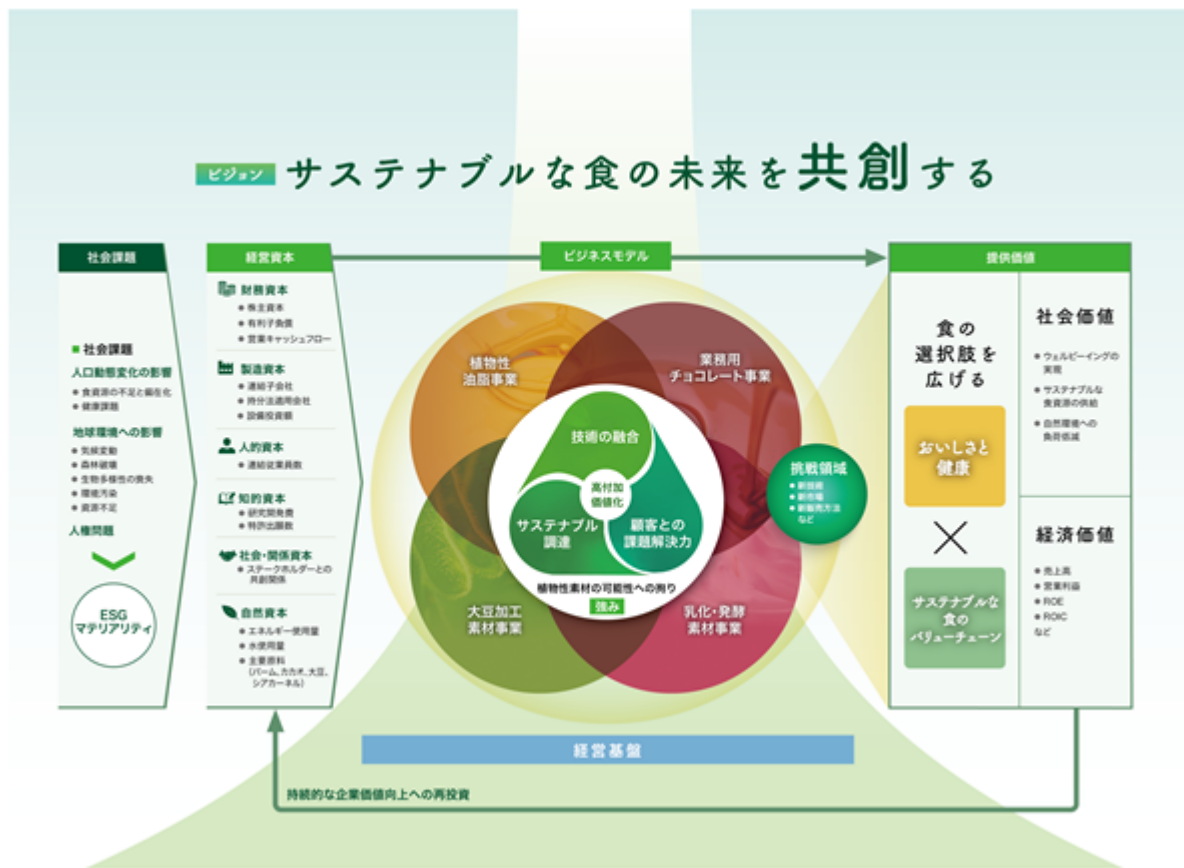 ビジョン サステナブルな食の未来を共創する
社会課題
■ 社会課題
人口動態変化の影響
● 食資源の不足と偏在化
● 健康課題
地球環境への影響
● 気候変動
● 森林破壊
● 生物多様性の喪失
● 環境汚染
● 資源不足
人権問題
ESG
マテリアリティ
経営資本
財務資本
● 株主資本
● 有利子負債
● 営業キャッシュフロー
製造資本
● 連結子会社
● 持分法適用会社
● 設備投資額
人的資本
● 連結従業員数
知的資本
● 研究開発費
● 特許出願数
社会・関係資本
● ステークホルダーとの
共創関係
自然資本
● エネルギー使用量
● 水使用量
● 主要原料
(パーム、カカオ、大豆、
シアカーネル)
ビジネスモデル
植物性
油脂事業
業務用
チョコレート事業
技術の融合
高付加
価値化
サステナブル
調達
顧客との
課題解決力
植物性素材の可能性への拘り
強み
大豆加工
素材事業
乳化・発酵
素材事業
挑戦領域
● 新技術
● 新市場
● 新販売方法
など
経営基盤
提供価値
食の
選択肢を
広げる
おいしさと
健康
×
サステナブルな
食の
バリューチェーン
社会価値
● ウェルビーイングの
実現
● サステナブルな
食資源の供給
● 自然環境への
負荷低減
経済価値
● 売上高
● 営業利益
● ROE
● ROIC
など
持続的な企業価値向上への再投資